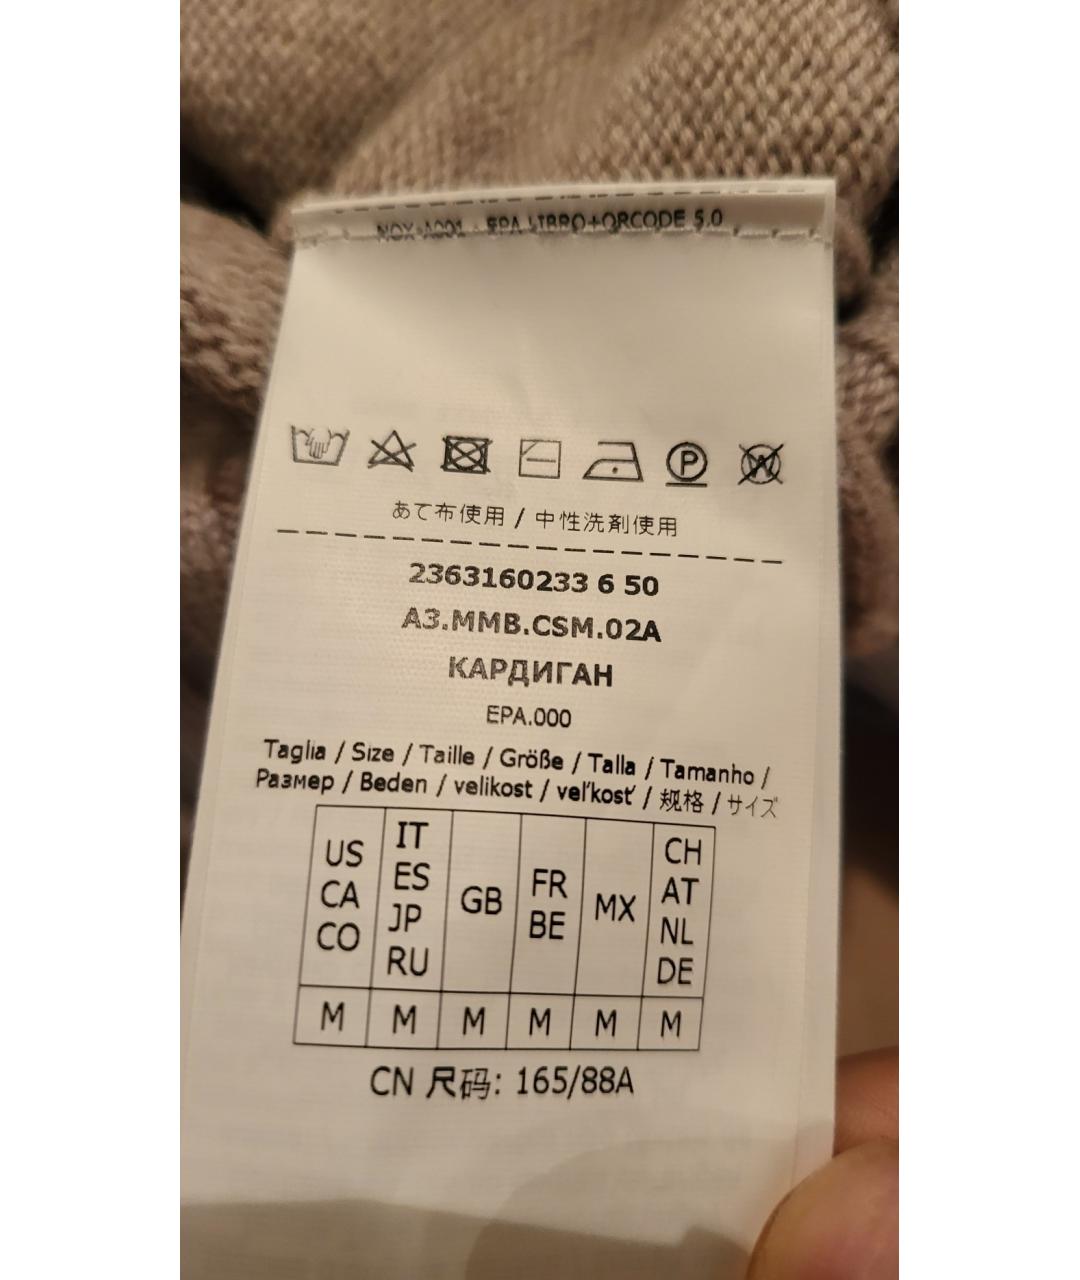 NOX-A001 - EPA LIBRO+QRCODE 5.0
P
W
あて布使用 / 中性洗剤使用
2363160233 6 50
A3.MMB.CSM.02A
КАРДИГАН
EPA.000
Taglia / Size / Taille / Größe / Talla / Tamanho /
Размер / Beden / velikost / veľkosť / 规格 / サイズ
US CA CO
IT ES JP RU
GB
FR BE
MX
CH AT NL DE
M M M M M M
CN 尺码: 165/88A